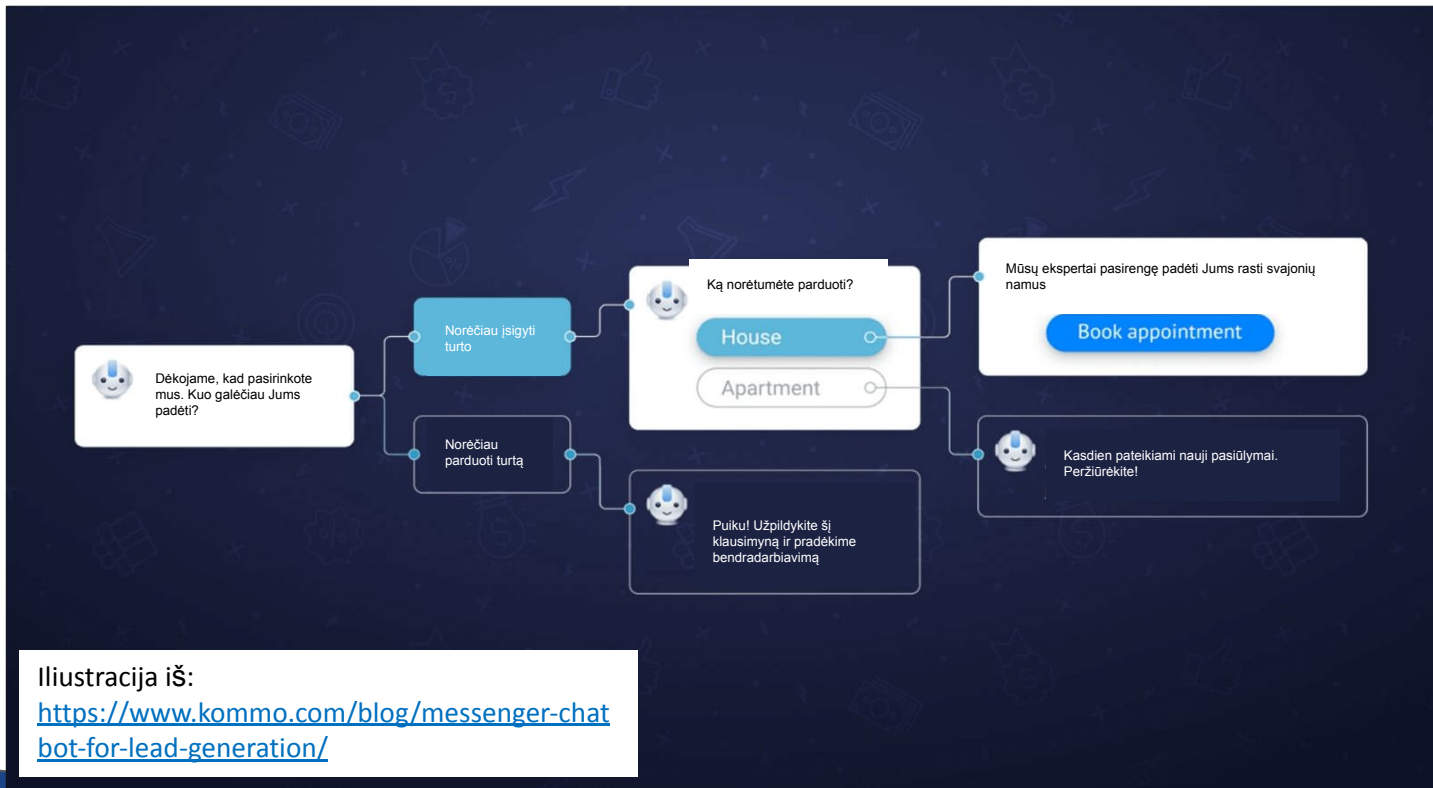 Dėkojame, kad pasirinkote
mus. Kuo galėčiau Jums
padėti?
Norėčiau įsigyti
turto
Norėčiau
parduoti turtą
Ką norėtumėte parduoti?
House
Apartment
Puiku! Užpildykite šį
klausimyną ir pradėkime
bendradarbiavimą
Mūsų ekspertai pasirengę padėti Jums rasti svajonių
namus
Book appointment
Kasdien pateikiami nauji pasiūlymai.
Peržiūrėkite!
Iliustracija iš:
https://www.kommo.com/blog/messenger-chat
bot-for-lead-generation/